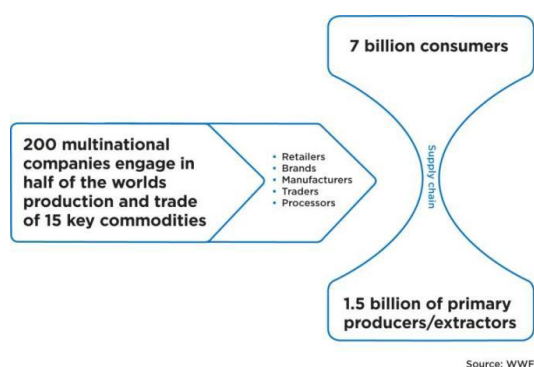 7 billion consumers
200 multinational
companies engage in
half of the worlds
production and trade
of 15 key commodities
• Retailers
• Brands
• Manufacturers
• Traders
• Processors
Supply chain
1.5 billion of primary
producers/extractors
Source: WWF